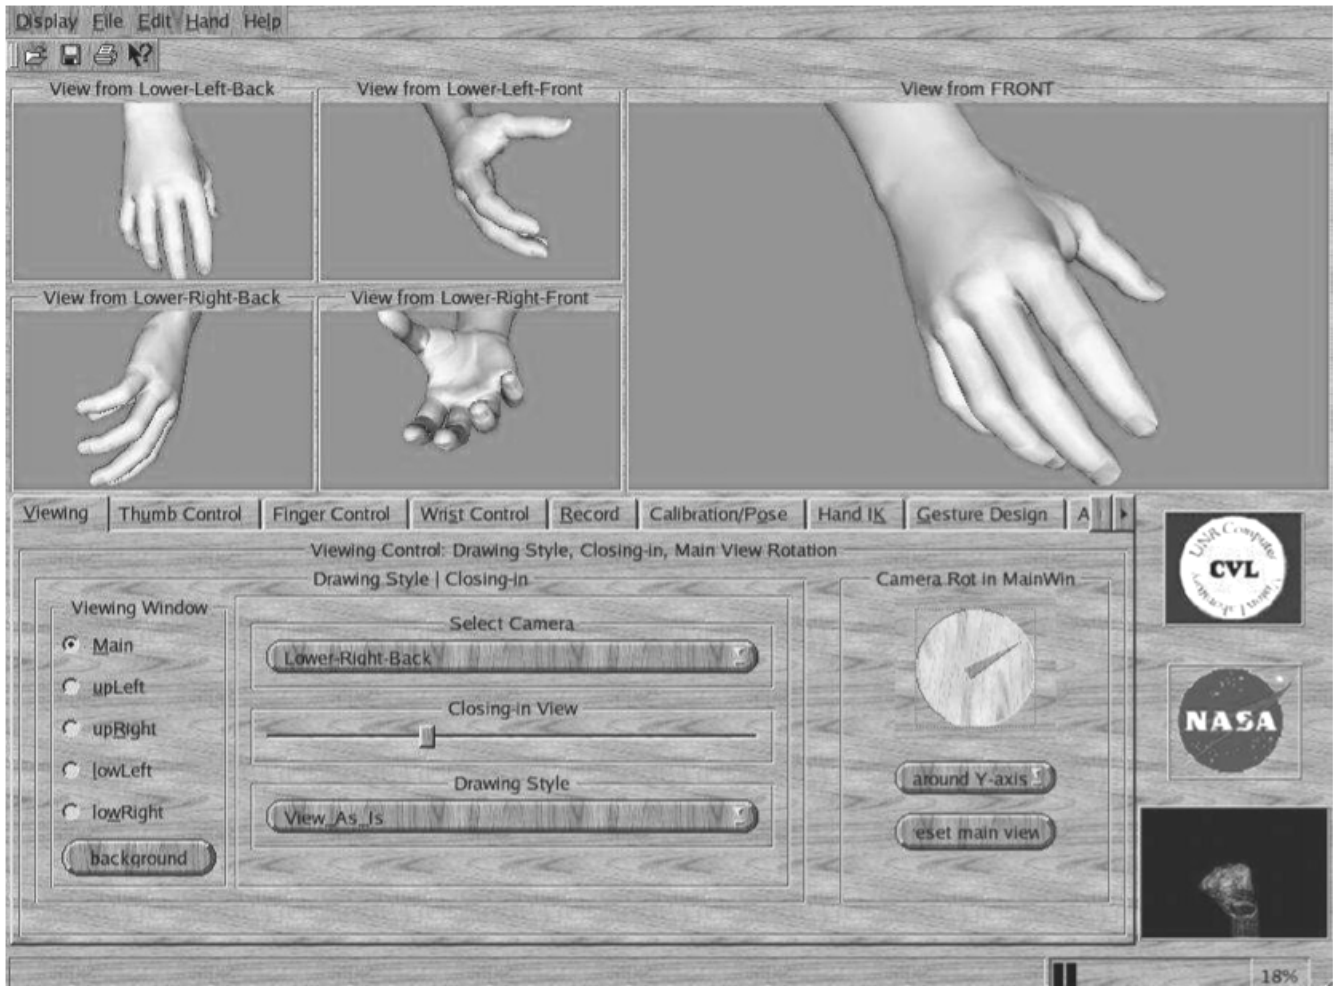 Display File Edit Hand Help
View from Lower-Left-Back
View from Lower-Left-Front
View from FRONT
View from Lower-Right-Back
View from Lower-Right-Front
Viewing Thumb Control Finger Control Wrist Control Record Calibration/Pose Hand IK Gesture Design A
Viewing Control: Drawing Style, Closing-in, Main View Rotation
Drawing Style | Closing-in
Camera Rot in MainWin
Viewing Window
Main
upLeft
upRight
lowLeft
lowRight
background
Select Camera
Lower-Right-Back
Closing-in View
Drawing Style
View_As_Is
around Y-axis
eset main view
UNR Computer
CVL
Vision Laboratory
NASA
18%